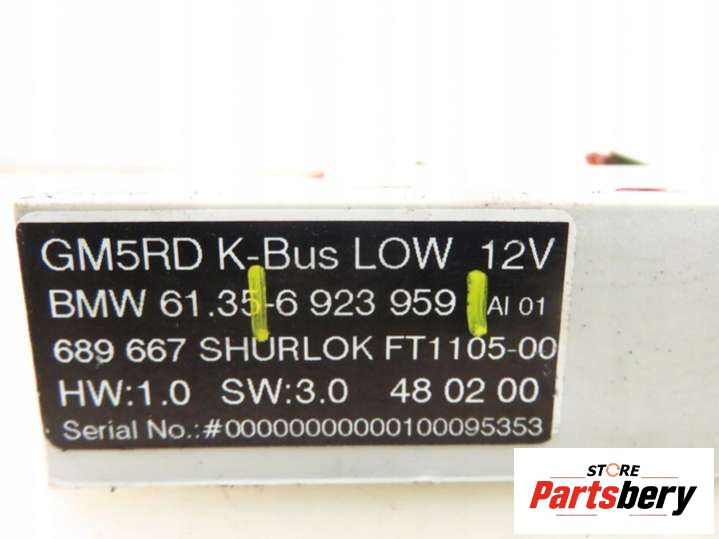 GM5RD K-Bus LOW 12V
BMW 61.35-6 923 959 AI 01
689 667 SHURLOK FT1105-00
HW:1.0 SW:3.0 48 02 00
Serial No.:#00000000000100095353
STORE
Partsbery